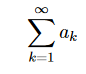 ∞
∑ aₖ
k=1